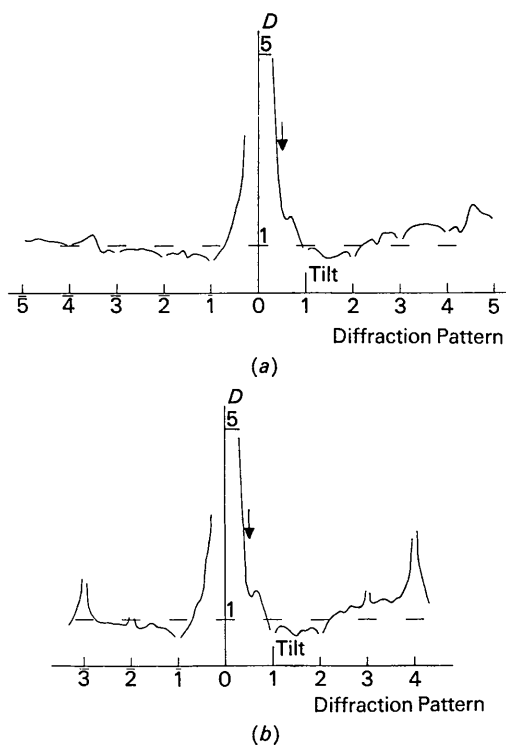 D
5
1
Tilt
5̄ 4̄ 3̄ 2̄ 1̄ 0 1 2 3 4 5
Diffraction Pattern
(a)
D
5
1
Tilt
3̄ 2̄ 1̄ 0 1 2 3 4
Diffraction Pattern
(b)